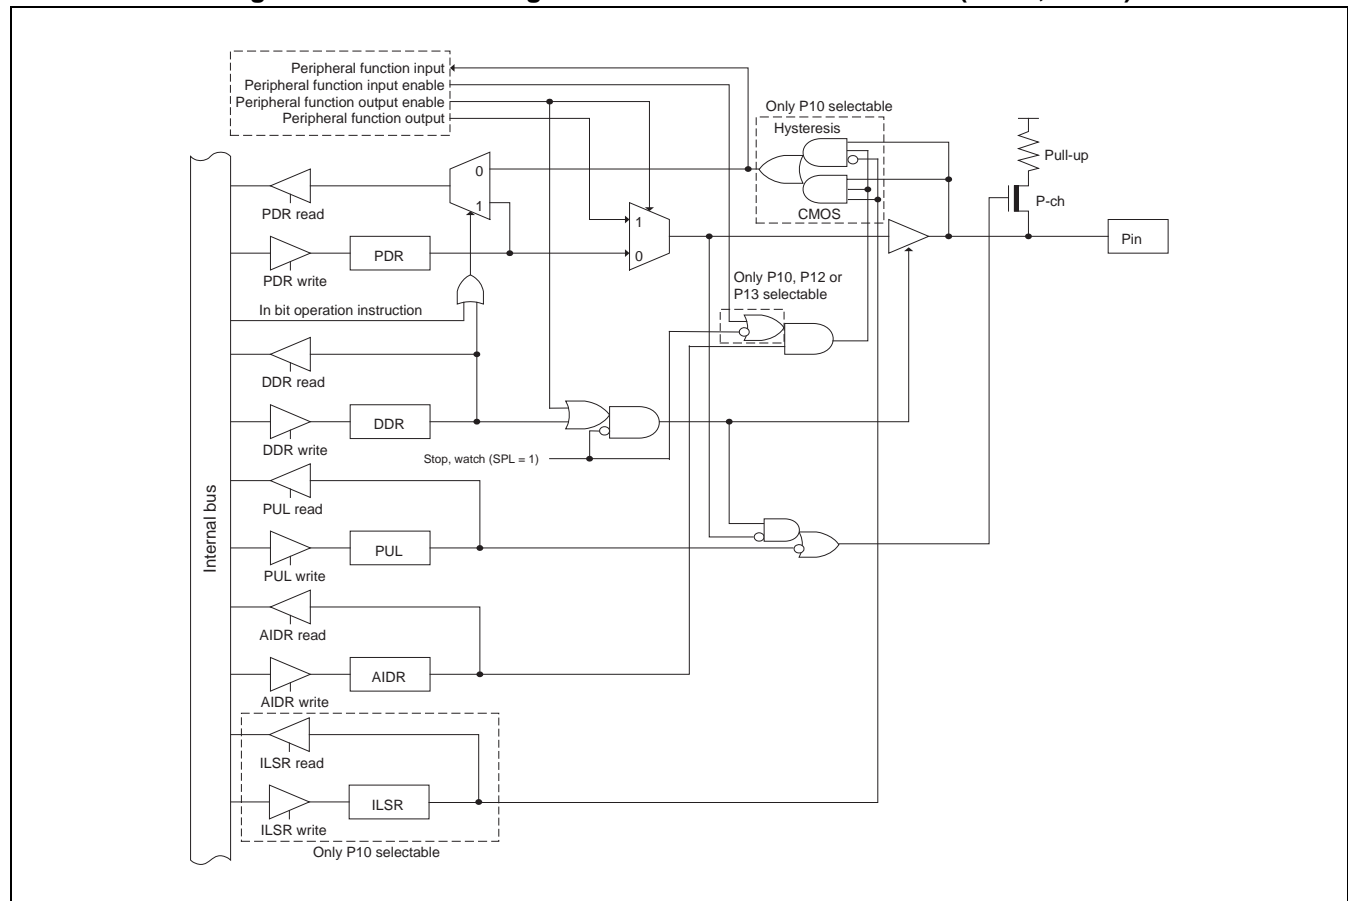 Peripheral function input
Peripheral function input enable
Peripheral function output enable
Peripheral function output
Only P10 selectable
Hysteresis
CMOS
Pull-up
P-ch
Pin
0
1
PDR read
1
0
PDR
PDR write
Only P10, P12 or
P13 selectable
In bit operation instruction
DDR read
DDR
DDR write
Stop, watch (SPL = 1)
PUL read
Internal bus
PUL
PUL write
AIDR read
AIDR
AIDR write
ILSR read
ILSR
ILSR write
Only P10 selectable